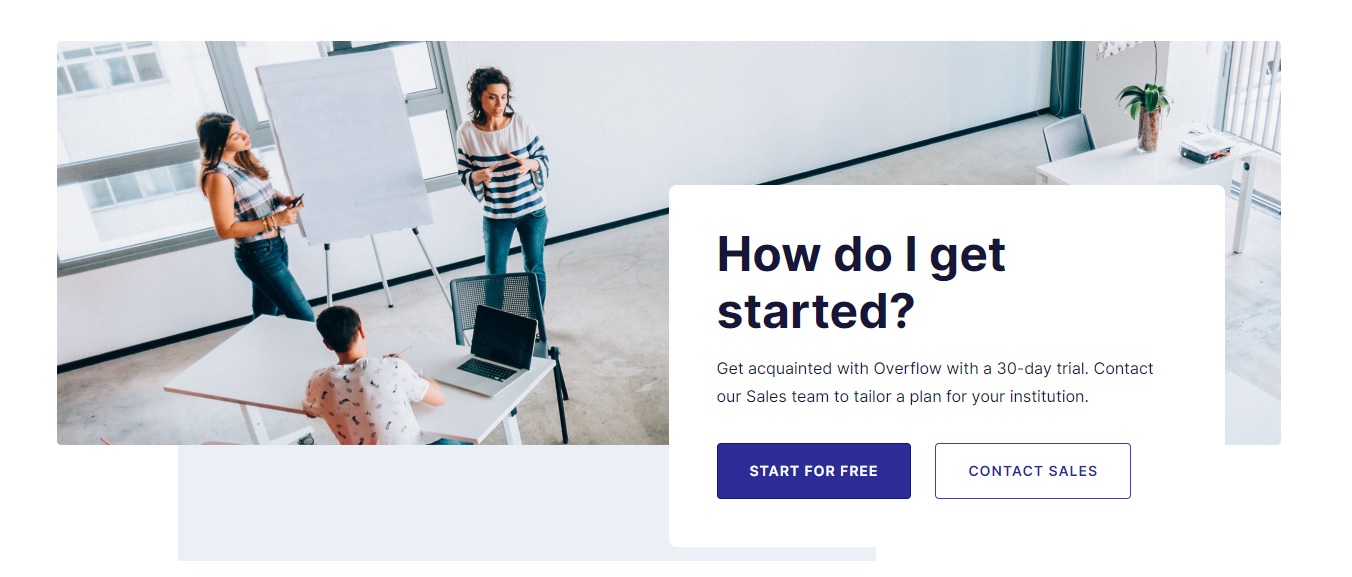 How do I get
started?
Get acquainted with Overflow with a 30-day trial. Contact
our Sales team to tailor a plan for your institution.
START FOR FREE
CONTACT SALES